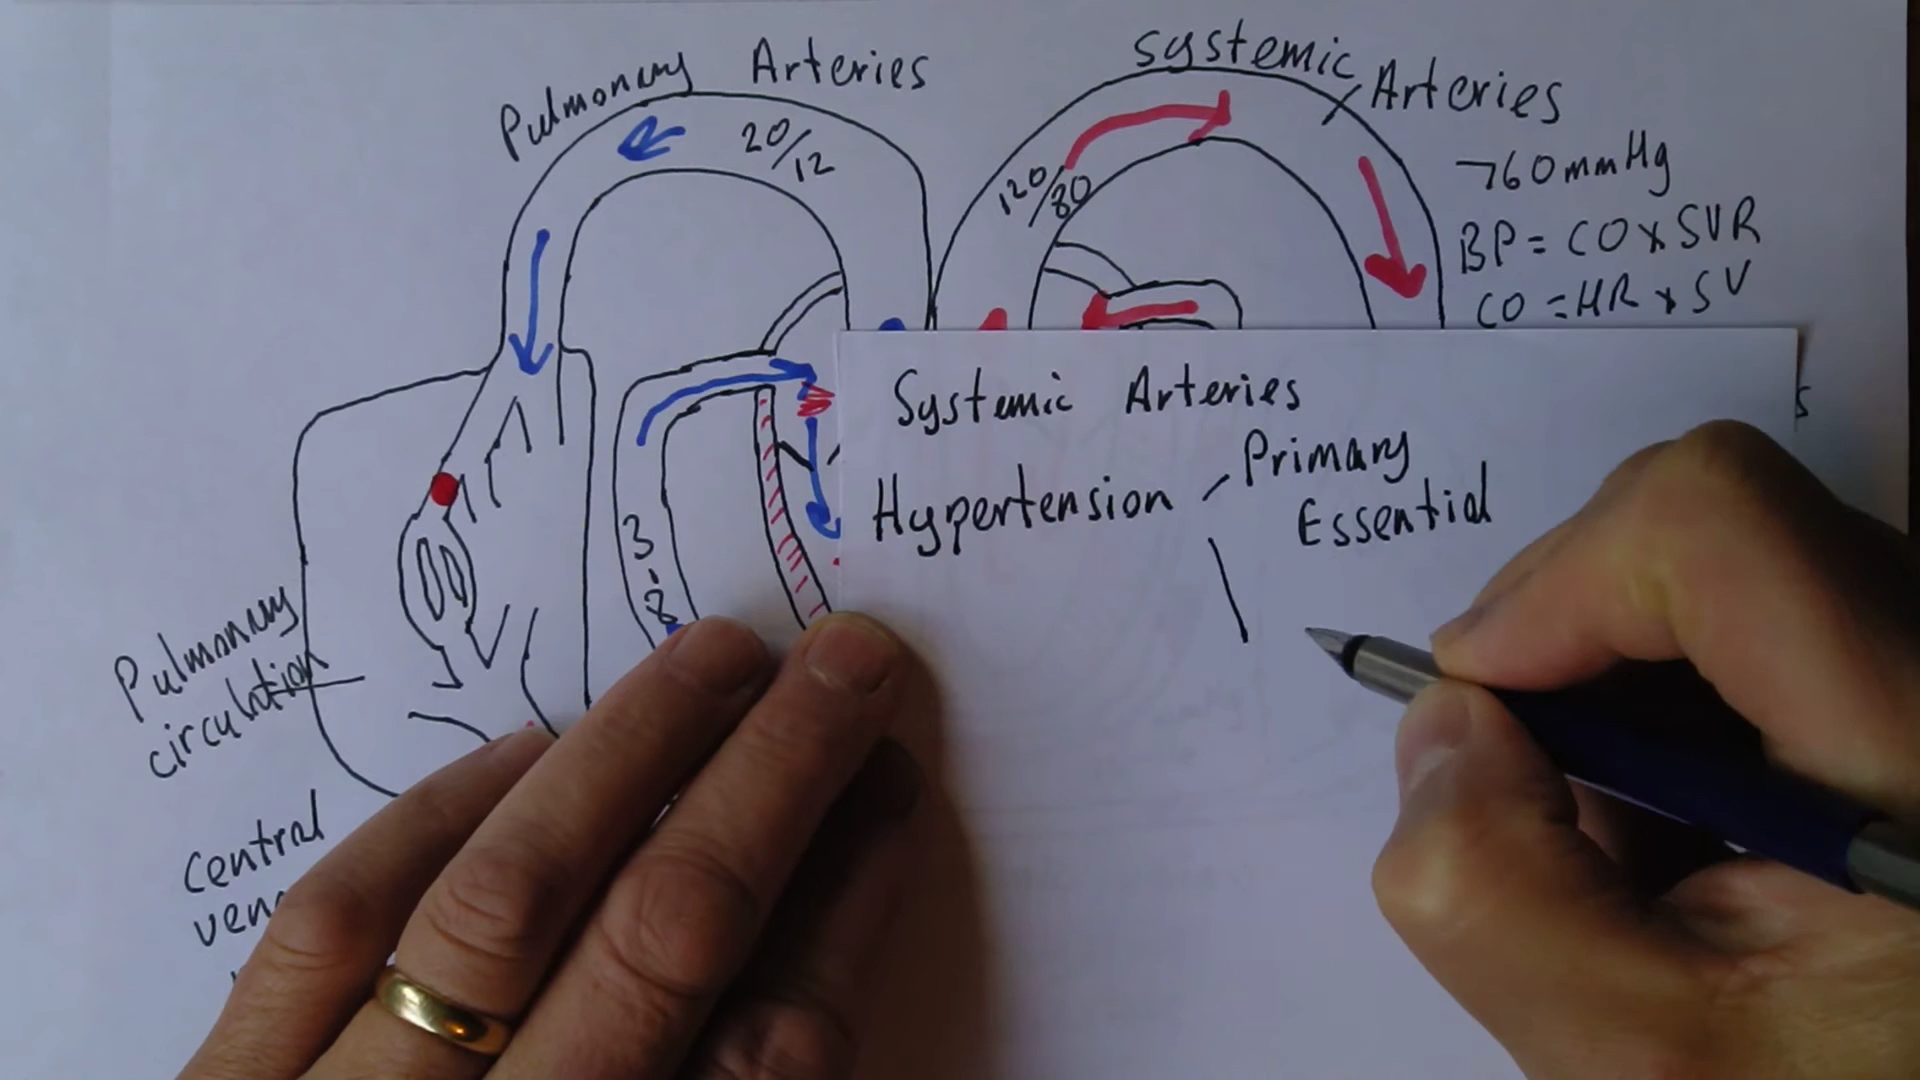 Pulmonary Arteries
20/12
systemic
Arteries
120/80
760mmHg
BP = CO x SVR
CO = HR x SV
Systemic Arteries
Hypertension
Primary
Essential
3-8
Pulmonary
circulation
Central